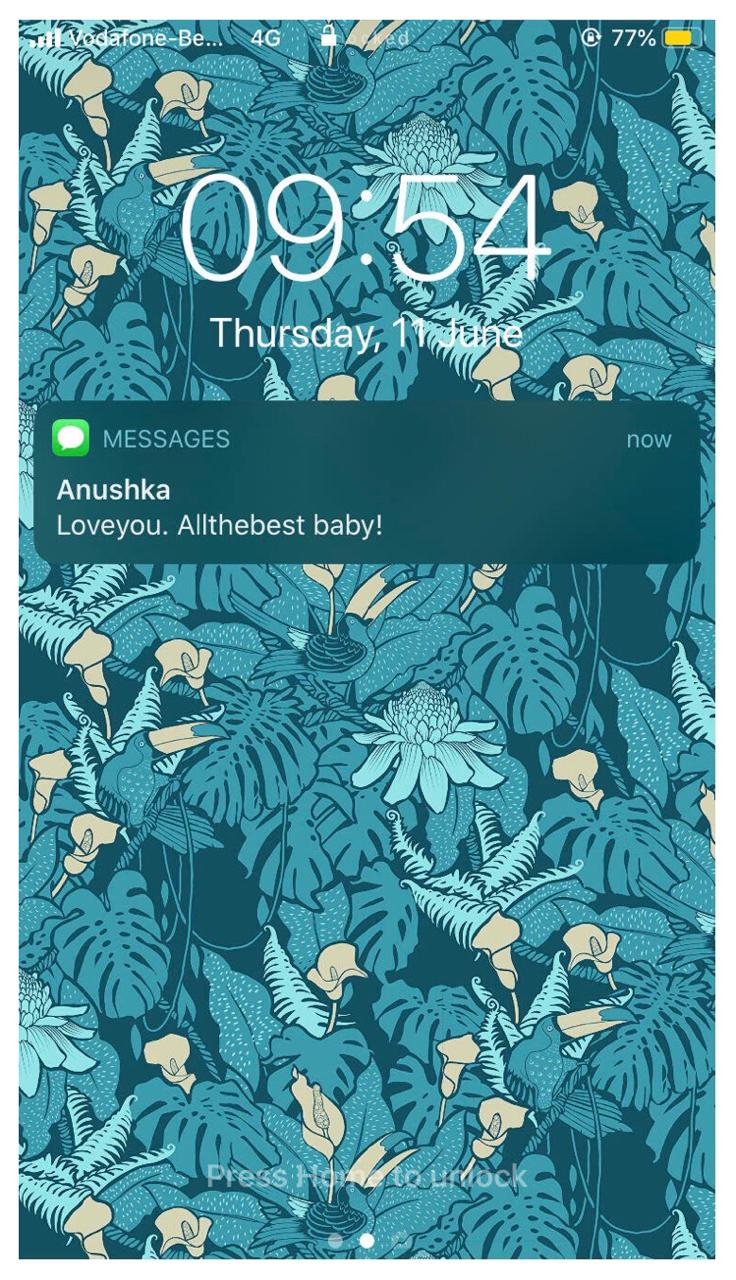 Vodafone-Be... 4G Locked 77%
09:54
Thursday, 11 June
MESSAGES now
Anushka
Loveyou. Allthebest baby!
Press Home to unlock